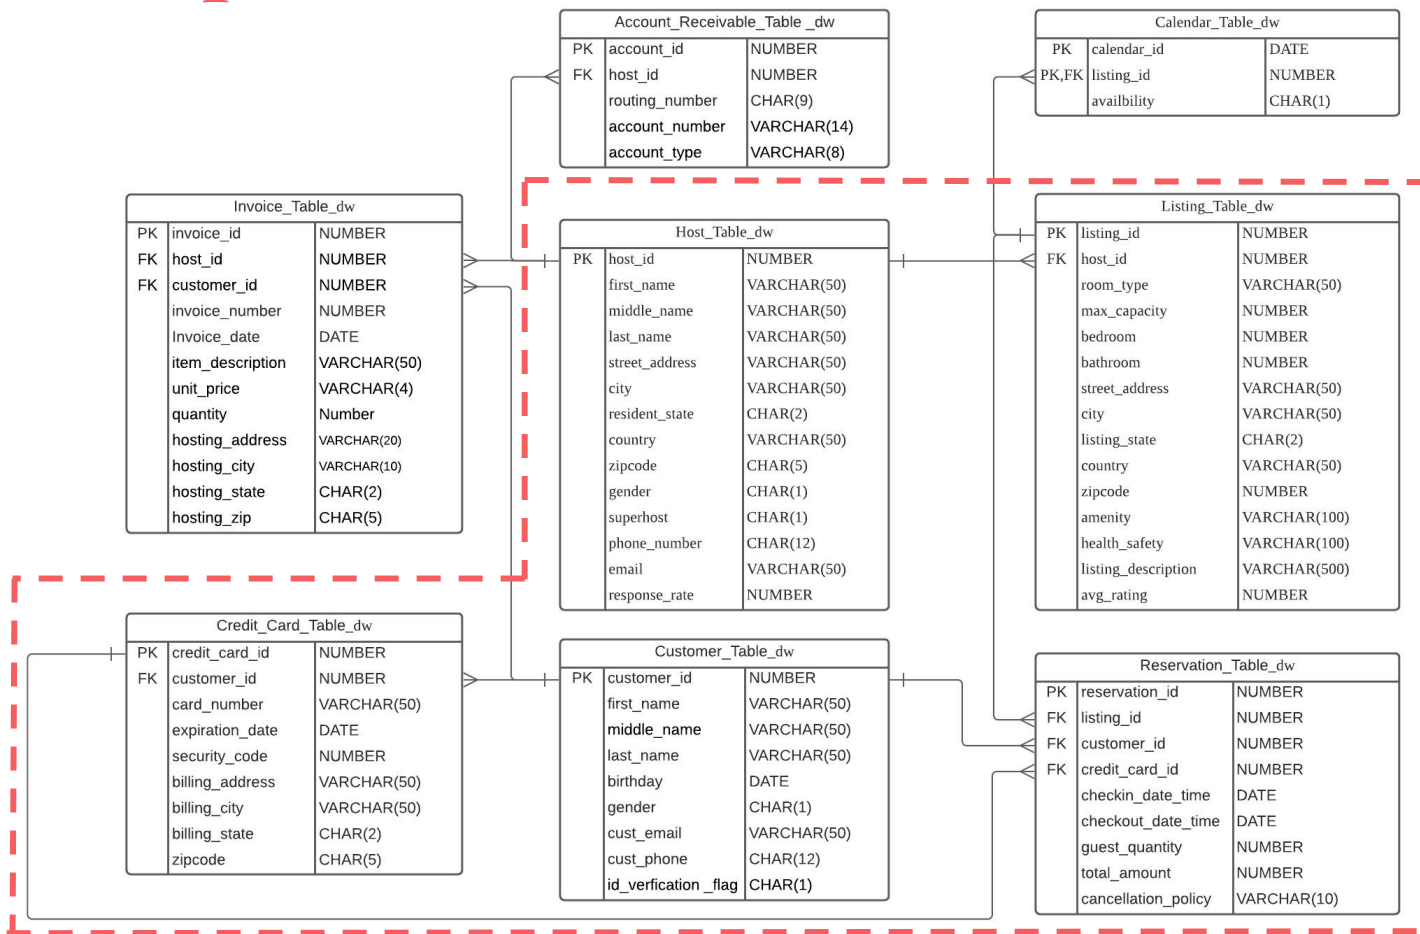 Account_Receivable_Table _dw
PK account_id NUMBER
FK host_id NUMBER
routing_number CHAR(9)
account_number VARCHAR(14)
account_type VARCHAR(8)
Calendar_Table_dw
PK calendar_id DATE
PK,FK listing_id NUMBER
availbility CHAR(1)
Invoice_Table_dw
PK invoice_id NUMBER
FK host_id NUMBER
FK customer_id NUMBER
invoice_number NUMBER
Invoice_date DATE
item_description VARCHAR(50)
unit_price VARCHAR(4)
quantity Number
hosting_address VARCHAR(20)
hosting_city VARCHAR(10)
hosting_state CHAR(2)
hosting_zip CHAR(5)
Host_Table_dw
PK host_id NUMBER
first_name VARCHAR(50)
middle_name VARCHAR(50)
last_name VARCHAR(50)
street_address VARCHAR(50)
city VARCHAR(50)
resident_state CHAR(2)
country VARCHAR(50)
zipcode CHAR(5)
gender CHAR(1)
superhost CHAR(1)
phone_number CHAR(12)
email VARCHAR(50)
response_rate NUMBER
Listing_Table_dw
PK listing_id NUMBER
FK host_id NUMBER
room_type VARCHAR(50)
max_capacity NUMBER
bedroom NUMBER
bathroom NUMBER
street_address VARCHAR(50)
city VARCHAR(50)
listing_state CHAR(2)
country VARCHAR(50)
zipcode NUMBER
amenity VARCHAR(100)
health_safety VARCHAR(100)
listing_description VARCHAR(500)
avg_rating NUMBER
Credit_Card_Table_dw
PK credit_card_id NUMBER
FK customer_id NUMBER
card_number VARCHAR(50)
expiration_date DATE
security_code NUMBER
billing_address VARCHAR(50)
billing_city VARCHAR(50)
billing_state CHAR(2)
zipcode CHAR(5)
Customer_Table_dw
PK customer_id NUMBER
first_name VARCHAR(50)
middle_name VARCHAR(50)
last_name VARCHAR(50)
birthday DATE
gender CHAR(1)
cust_email VARCHAR(50)
cust_phone CHAR(12)
id_verfication _flag CHAR(1)
Reservation_Table_dw
PK reservation_id NUMBER
FK listing_id NUMBER
FK customer_id NUMBER
FK credit_card_id NUMBER
checkin_date_time DATE
checkout_date_time DATE
guest_quantity NUMBER
total_amount NUMBER
cancellation_policy VARCHAR(10)